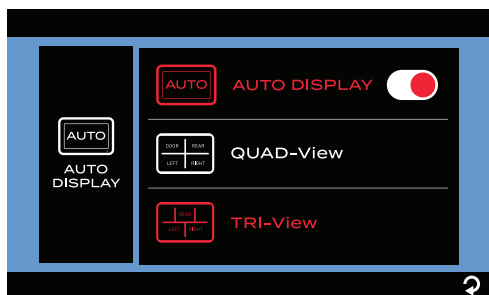 AUTO
AUTO
DISPLAY
AUTO
AUTO DISPLAY
DOOR REAR
LEFT RIGHT
QUAD-View
REAR
LEFT RIGHT
TRI-View